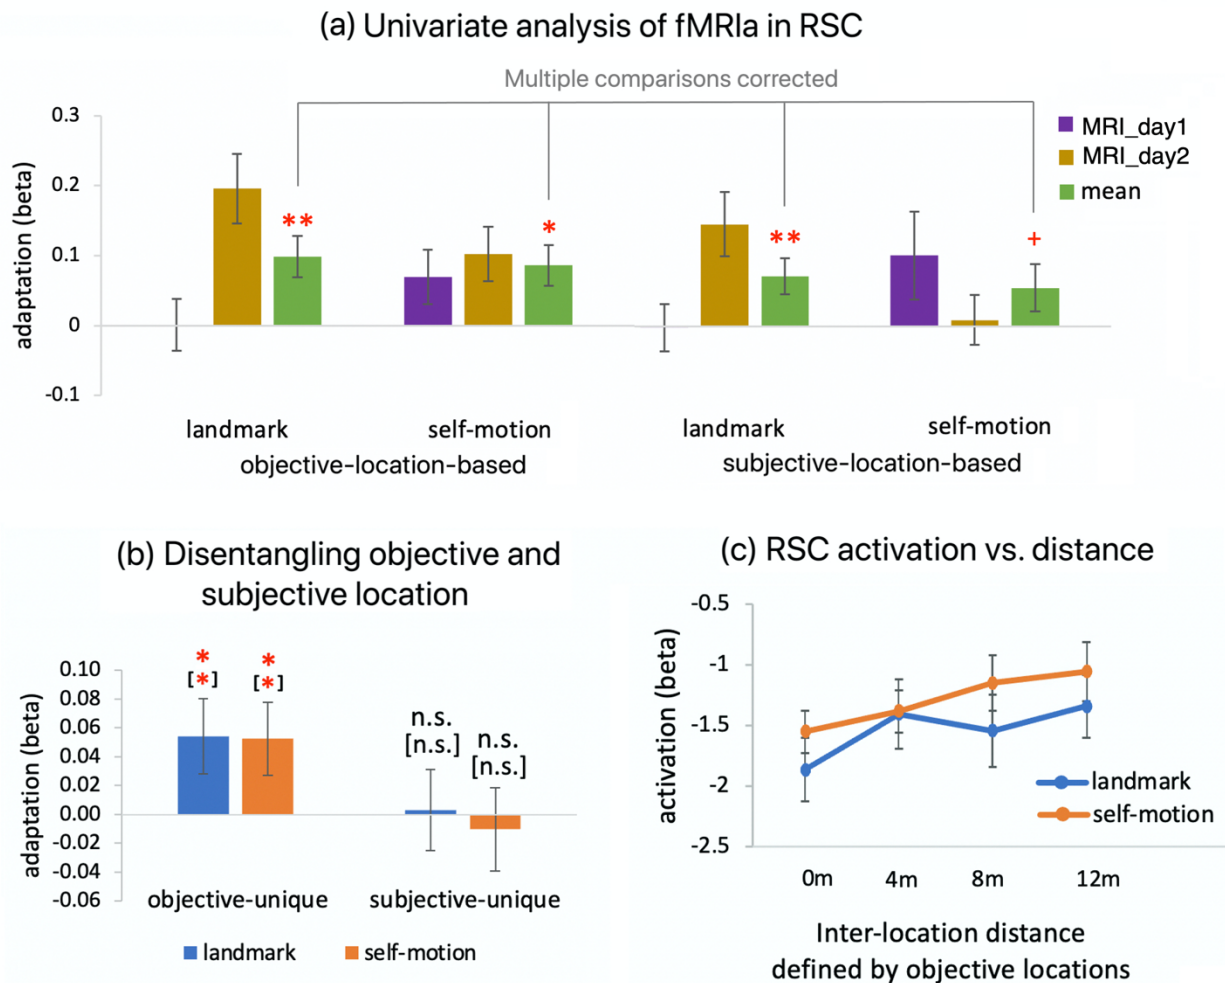 (a) Univariate analysis of fMRIa in RSC
Multiple comparisons corrected
adaptation (beta)
0.3
0.2
0.1
0
-0.1
**
*
**
+
MRI_day1
MRI_day2
mean
landmark
self-motion
landmark
self-motion
objective-location-based
subjective-location-based
(b) Disentangling objective and
subjective location
adaptation (beta)
0.10
0.08
0.06
0.04
0.02
0.00
-0.02
-0.04
-0.06
*
[*]
*
[*]
n.s.
[n.s.]
n.s.
[n.s.]
objective-unique
subjective-unique
landmark
self-motion
(c) RSC activation vs. distance
activation (beta)
-0.5
-1
-1.5
-2
-2.5
landmark
self-motion
0m
4m
8m
12m
Inter-location distance
defined by objective locations